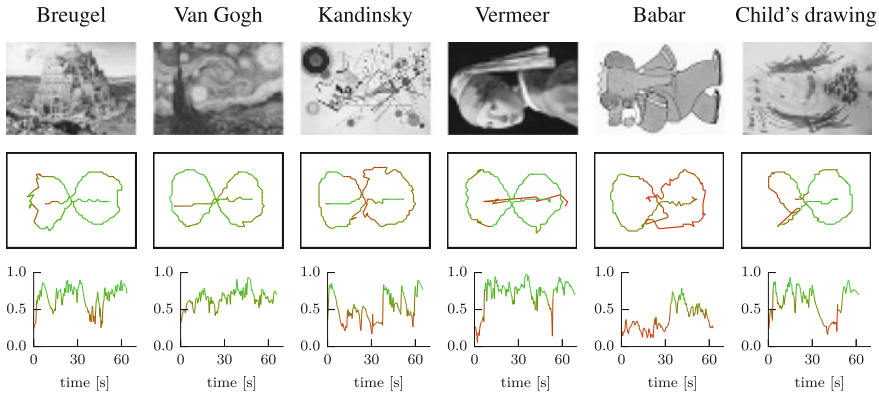 Breugel Van Gogh Kandinsky Vermeer Babar Child's drawing
1.0 1.0 1.0 1.0 1.0 1.0
0.5 0.5 0.5 0.5 0.5 0.5
0.0 0.0 0.0 0.0 0.0 0.0
0 30 60 0 30 60 0 30 60 0 30 60 0 30 60 0 30 60
time [s] time [s] time [s] time [s] time [s] time [s]